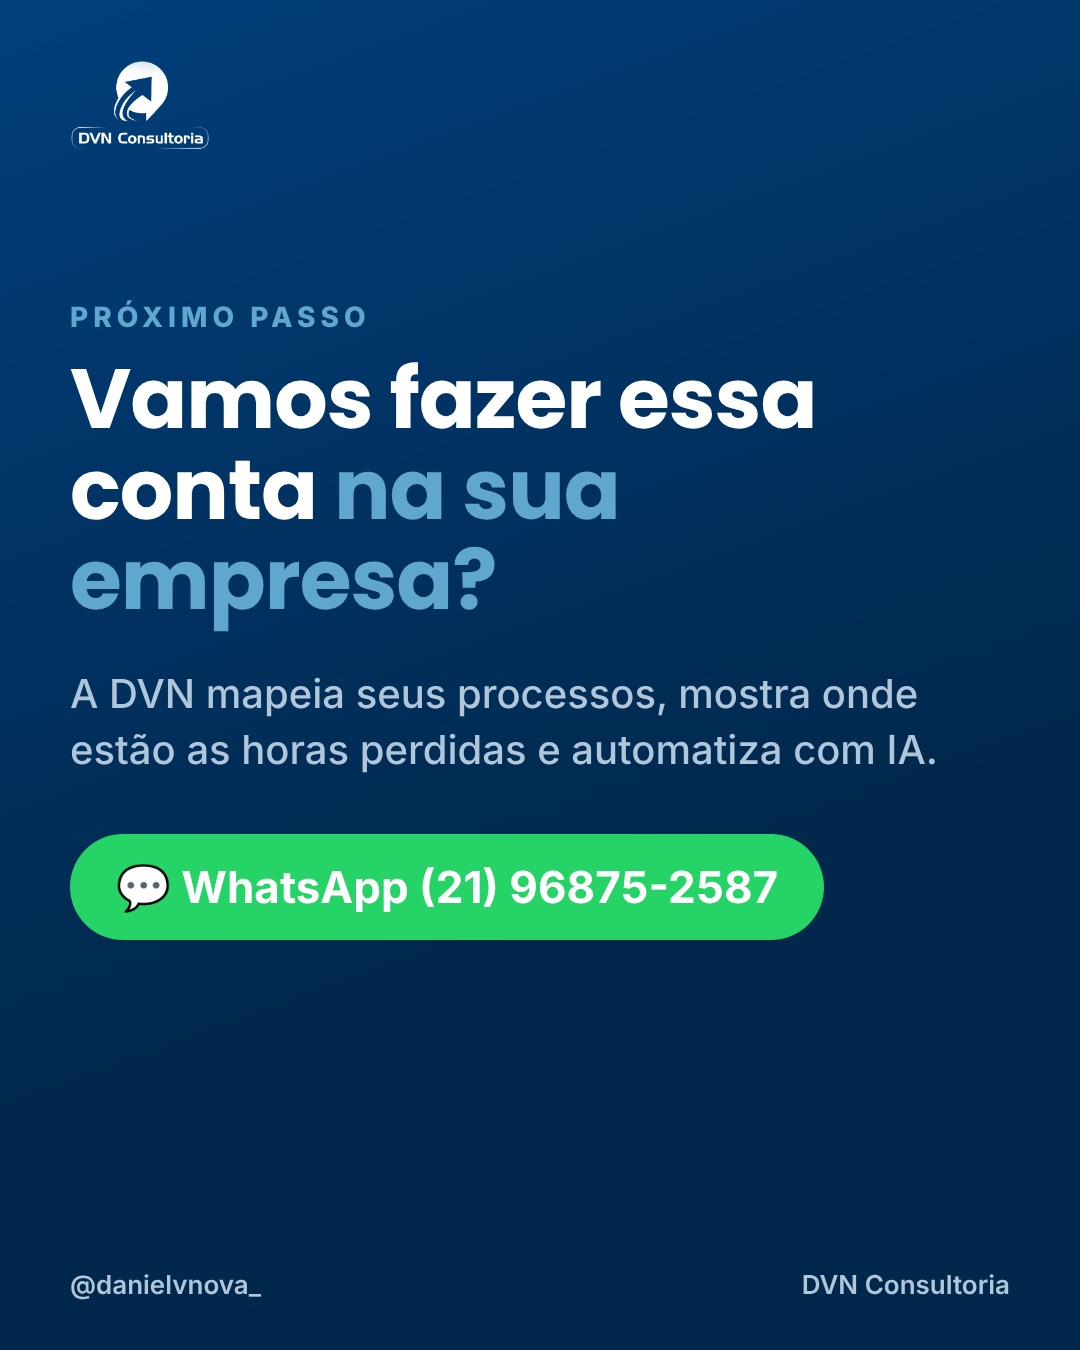 DVN Consultoria
PRÓXIMO PASSO
Vamos fazer essa
conta na sua
empresa?
A DVN mapeia seus processos, mostra onde
estão as horas perdidas e automatiza com IA.
💬 WhatsApp (21) 96875-2587
@danielvnova_
DVN Consultoria